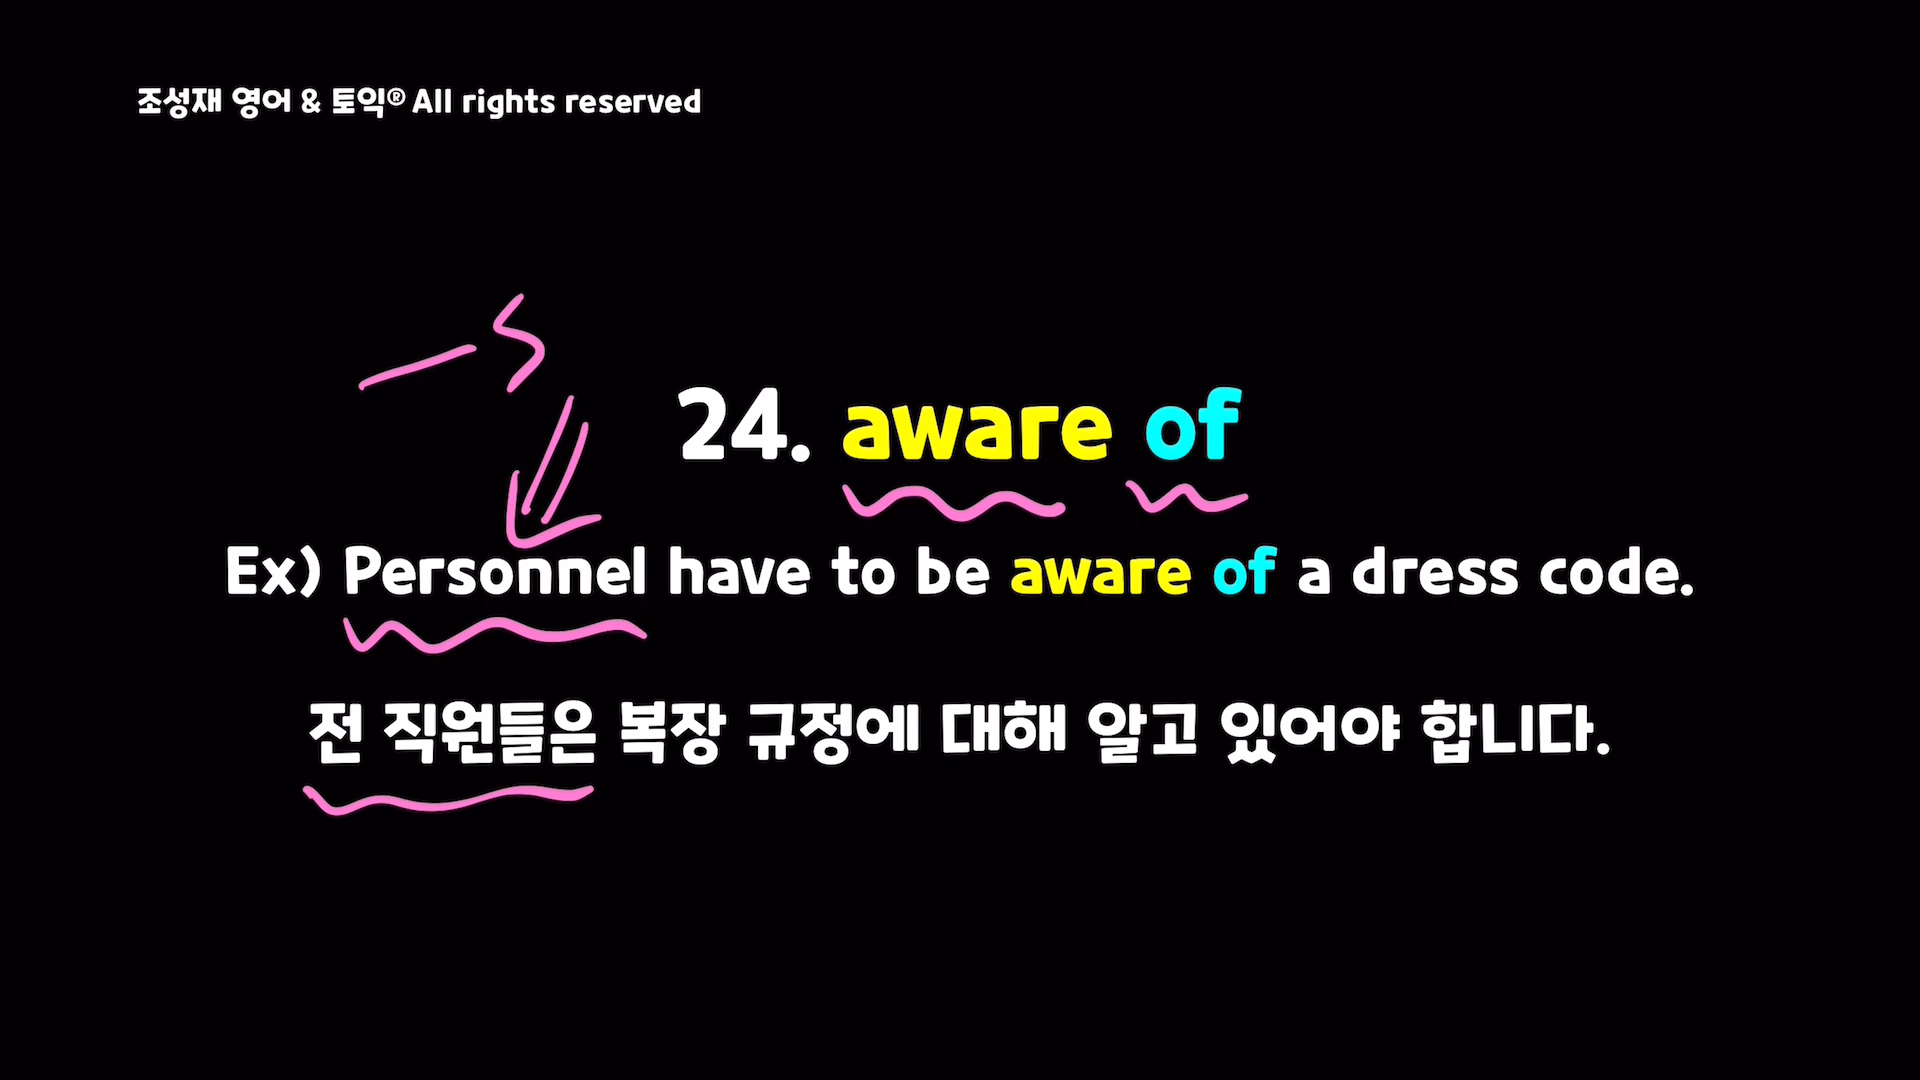 조성재 영어 & 토익® All rights reserved
-s
24. aware of
Ex) Personnel have to be aware of a dress code.
전 직원들은 복장 규정에 대해 알고 있어야 합니다.